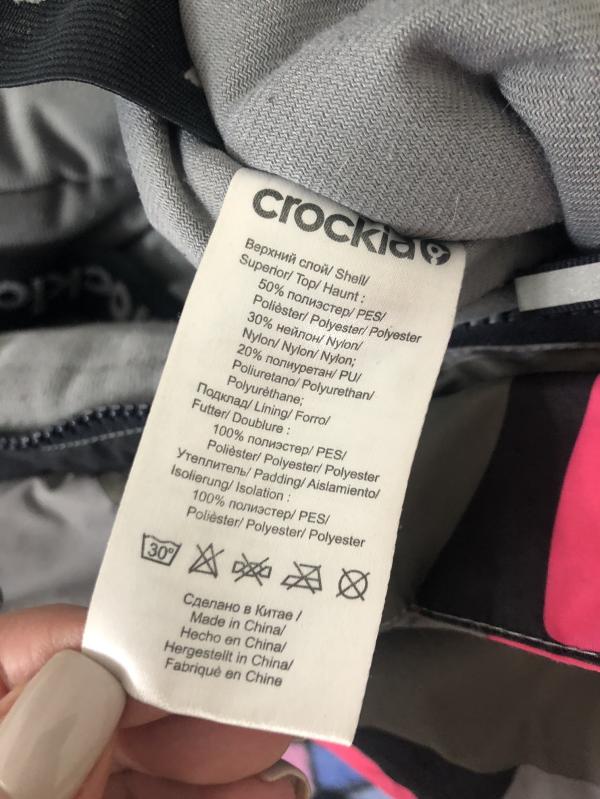 crockid
Верхний слой/ Shell/
Superior/ Top/ Haunt :
50% полиэстер/ PES/
Poliéster/ Polyester/ Polyester
30% нейлон/ Nylon/
Nylon/ Nylon/ Nylon;
20% полиуретан/ PU/
Poliuretano/ Polyurethan/
Polyuréthane;
Подклад/ Lining/ Forro/
Futter/ Doublure :
100% полиэстер/ PES/
Poliéster/ Polyester/ Polyester
Утеплитель/ Padding/ Aislamiento/
Isolierung/ Isolation :
100% полиэстер/ PES/
Poliéster/ Polyester/ Polyester
30°
Сделано в Китае /
Made in China/
Hecho en China/
Hergestellt in China/
Fabriqué en Chine